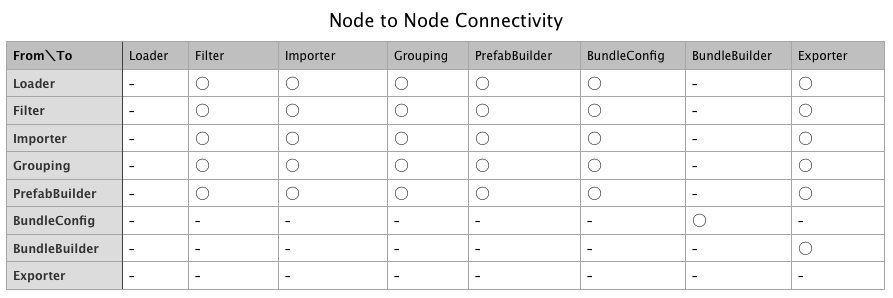 Node to Node Connectivity
From\To Loader Filter Importer Grouping PrefabBuilder BundleConfig BundleBuilder Exporter
Loader - ○ ○ ○ ○ ○ - ○
Filter - ○ ○ ○ ○ ○ - ○
Importer - ○ ○ ○ ○ ○ - ○
Grouping - ○ ○ ○ ○ ○ - ○
PrefabBuilder - ○ ○ ○ ○ ○ - ○
BundleConfig - - - - - - ○ -
BundleBuilder - - - - - - - ○
Exporter - - - - - - - -